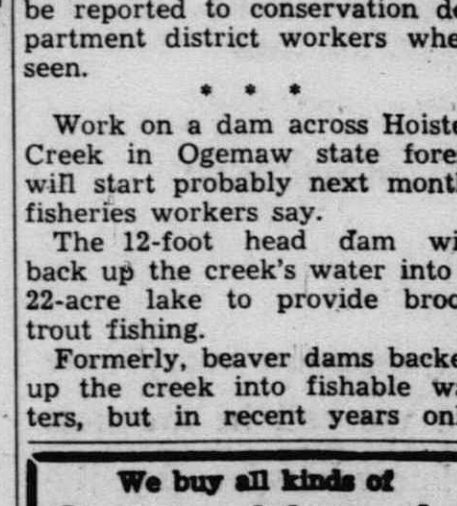 be reported to conservation de
partment district workers whe
seen.
* * *
Work on a dam across Hoiste
Creek in Ogemaw state fores
will start probably next mont
fisheries workers say.
The 12-foot head dam wi
back up the creek's water into
22-acre lake to provide broo
trout fishing.
Formerly, beaver dams backe
up the creek into fishable wa
ters, but in recent years onl
We buy all kinds of